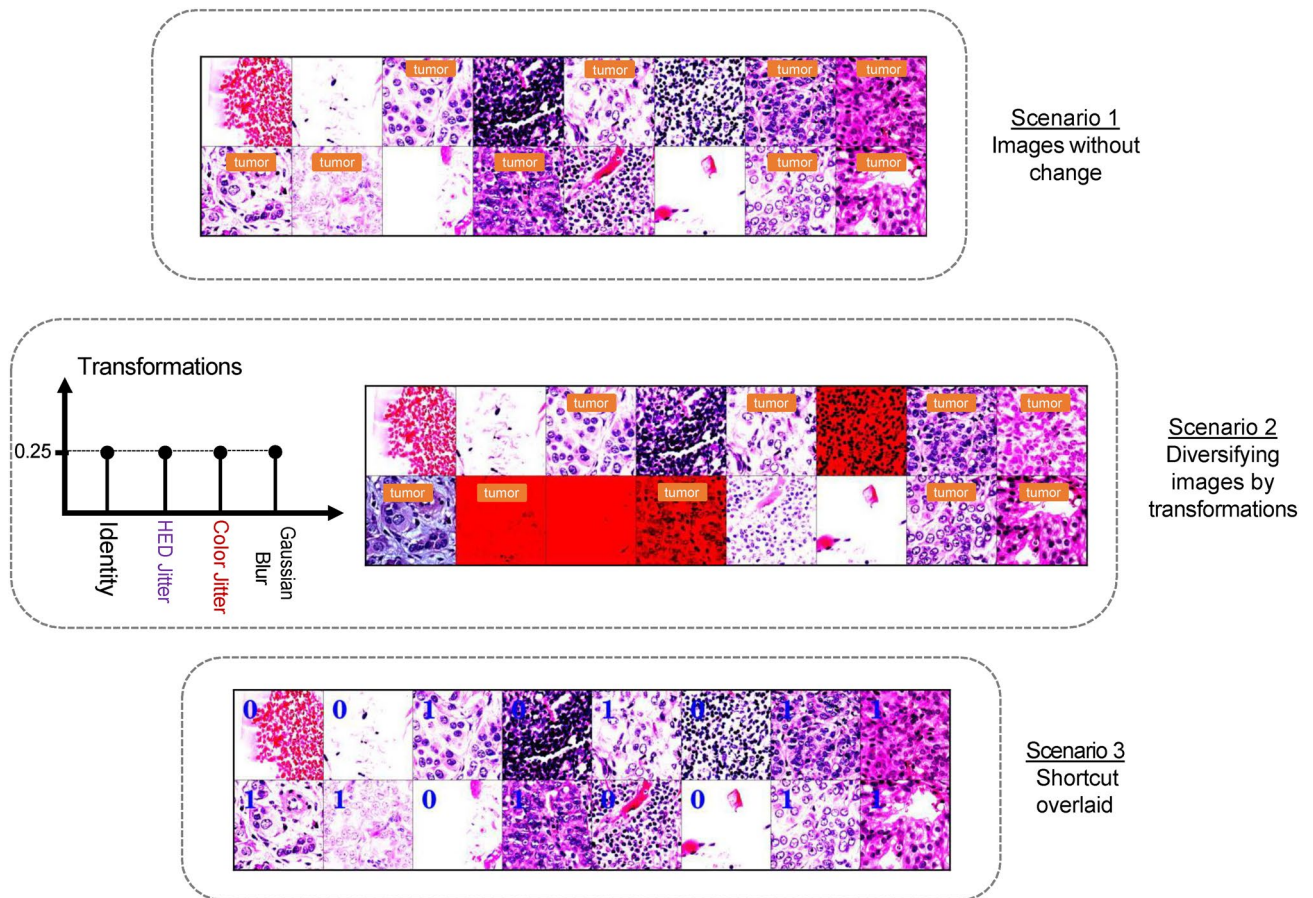 tumor tumor tumor tumor
tumor tumor tumor tumor tumor
Scenario 1
Images without
change
Transformations
0.25
Identity
HED Jitter
Color Jitter
Gaussian
Blur
tumor tumor tumor tumor
tumor tumor tumor tumor tumor
Scenario 2
Diversifying
images by
transformations
0 0 1 0 1 0 1 1
1 1 0 1 0 0 1 1
Scenario 3
Shortcut
overlaid